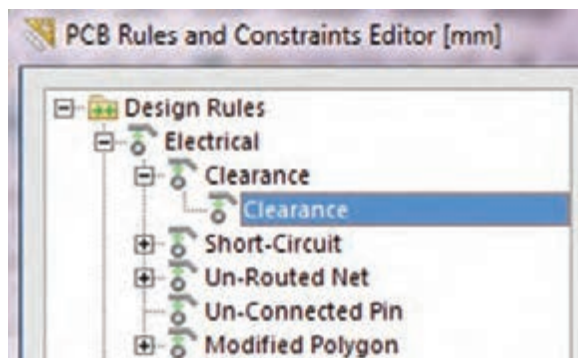 PCB Rules and Constraints Editor [mm]
Design Rules
Electrical
Clearance
Clearance
Short-Circuit
Un-Routed Net
Un-Connected Pin
Modified Polygon